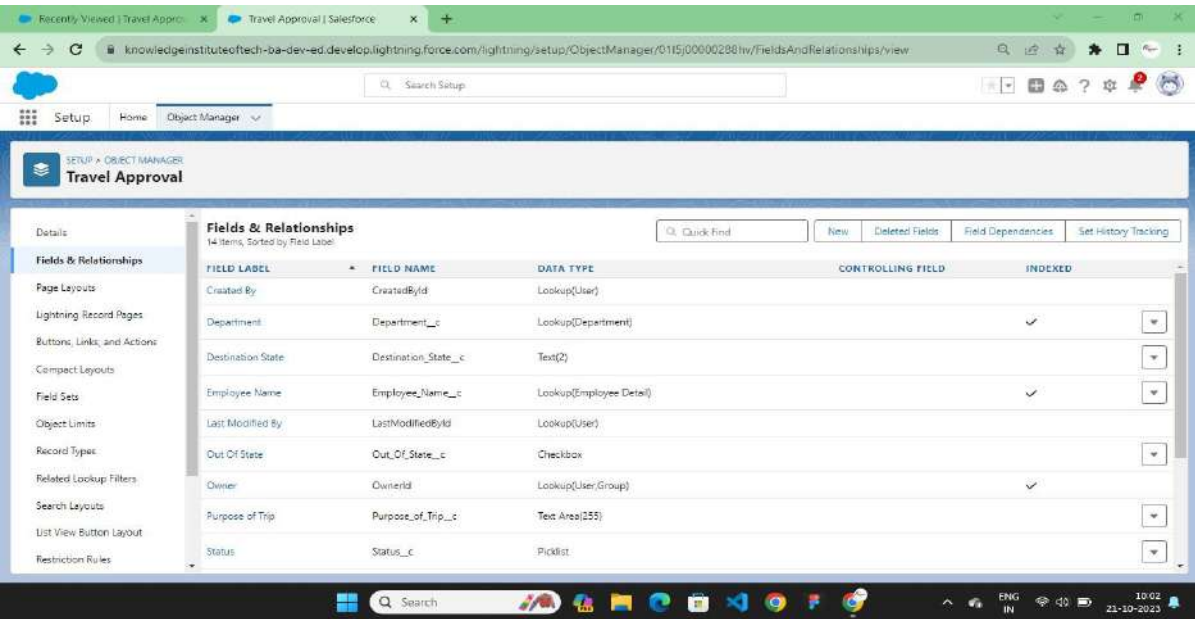 Recently Viewed | Travel Approv
Travel Approval | Salesforce
knowledgeinstituteoftech-ba-dev-ed.develop.lightning.force.com/lightning/setup/ObjectManager/01I5j00000288hv/FieldsAndRelationships/view
Search Setup
2
Setup
Home
Object Manager
SETUP > OBJECT MANAGER
Travel Approval
Details
Fields & Relationships
Page Layouts
Lightning Record Pages
Buttons, Links, and Actions
Compact Layouts
Field Sets
Object Limits
Record Types
Related Lookup Filters
Search Layouts
List View Button Layout
Restriction Rules
Fields & Relationships
14 Items, Sorted by Field Label
Quick Find
New
Deleted Fields
Field Dependencies
Set History Tracking
FIELD LABEL FIELD NAME DATA TYPE CONTROLLING FIELD INDEXED
Created By CreatedById Lookup(User)
Department Department__c Lookup(Department)
Destination State Destination_State__c Text(2)
Employee Name Employee_Name__c Lookup(Employee Detail)
Last Modified By LastModifiedById Lookup(User)
Out Of State Out_Of_State__c Checkbox
Owner OwnerId Lookup(User,Group)
Purpose of Trip Purpose_of_Trip__c Text Area(255)
Status Status__c Picklist
Search
ENG
IN
10:02
21-10-2023